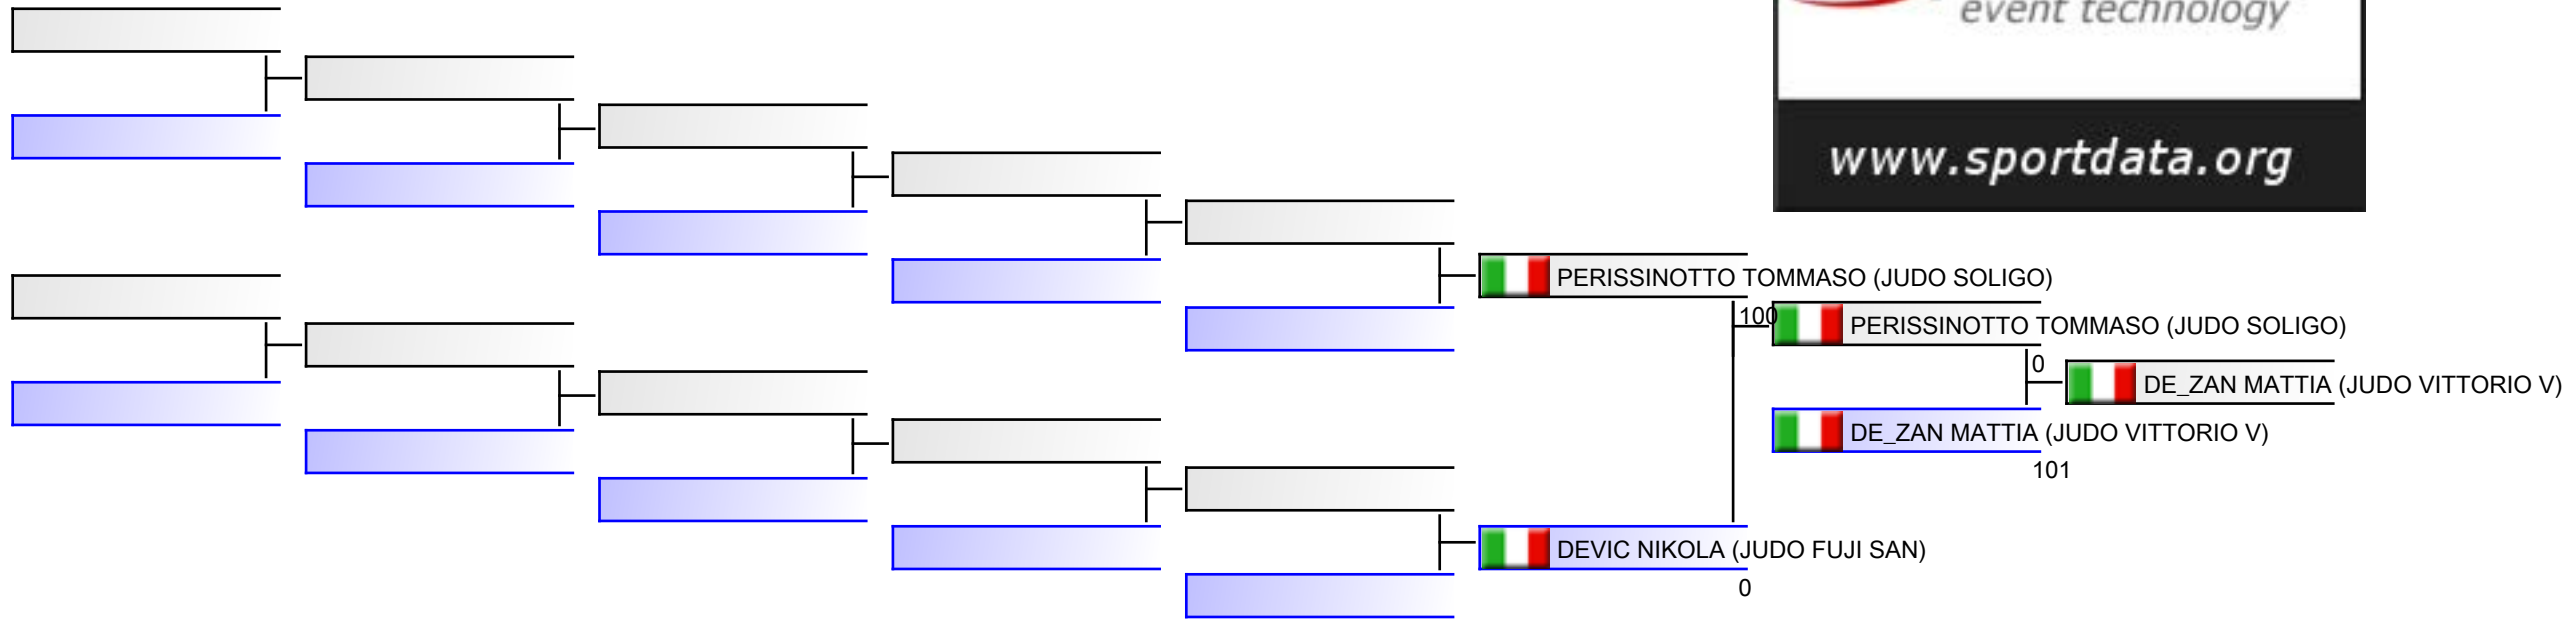 event technology
www.sportdata.org
PERISSINOTTO TOMMASO (JUDO SOLIGO)
100
PERISSINOTTO TOMMASO (JUDO SOLIGO)
0
DE_ZAN MATTIA (JUDO VITTORIO V)
DE_ZAN MATTIA (JUDO VITTORIO V)
101
DEVIC NIKOLA (JUDO FUJI SAN)
0